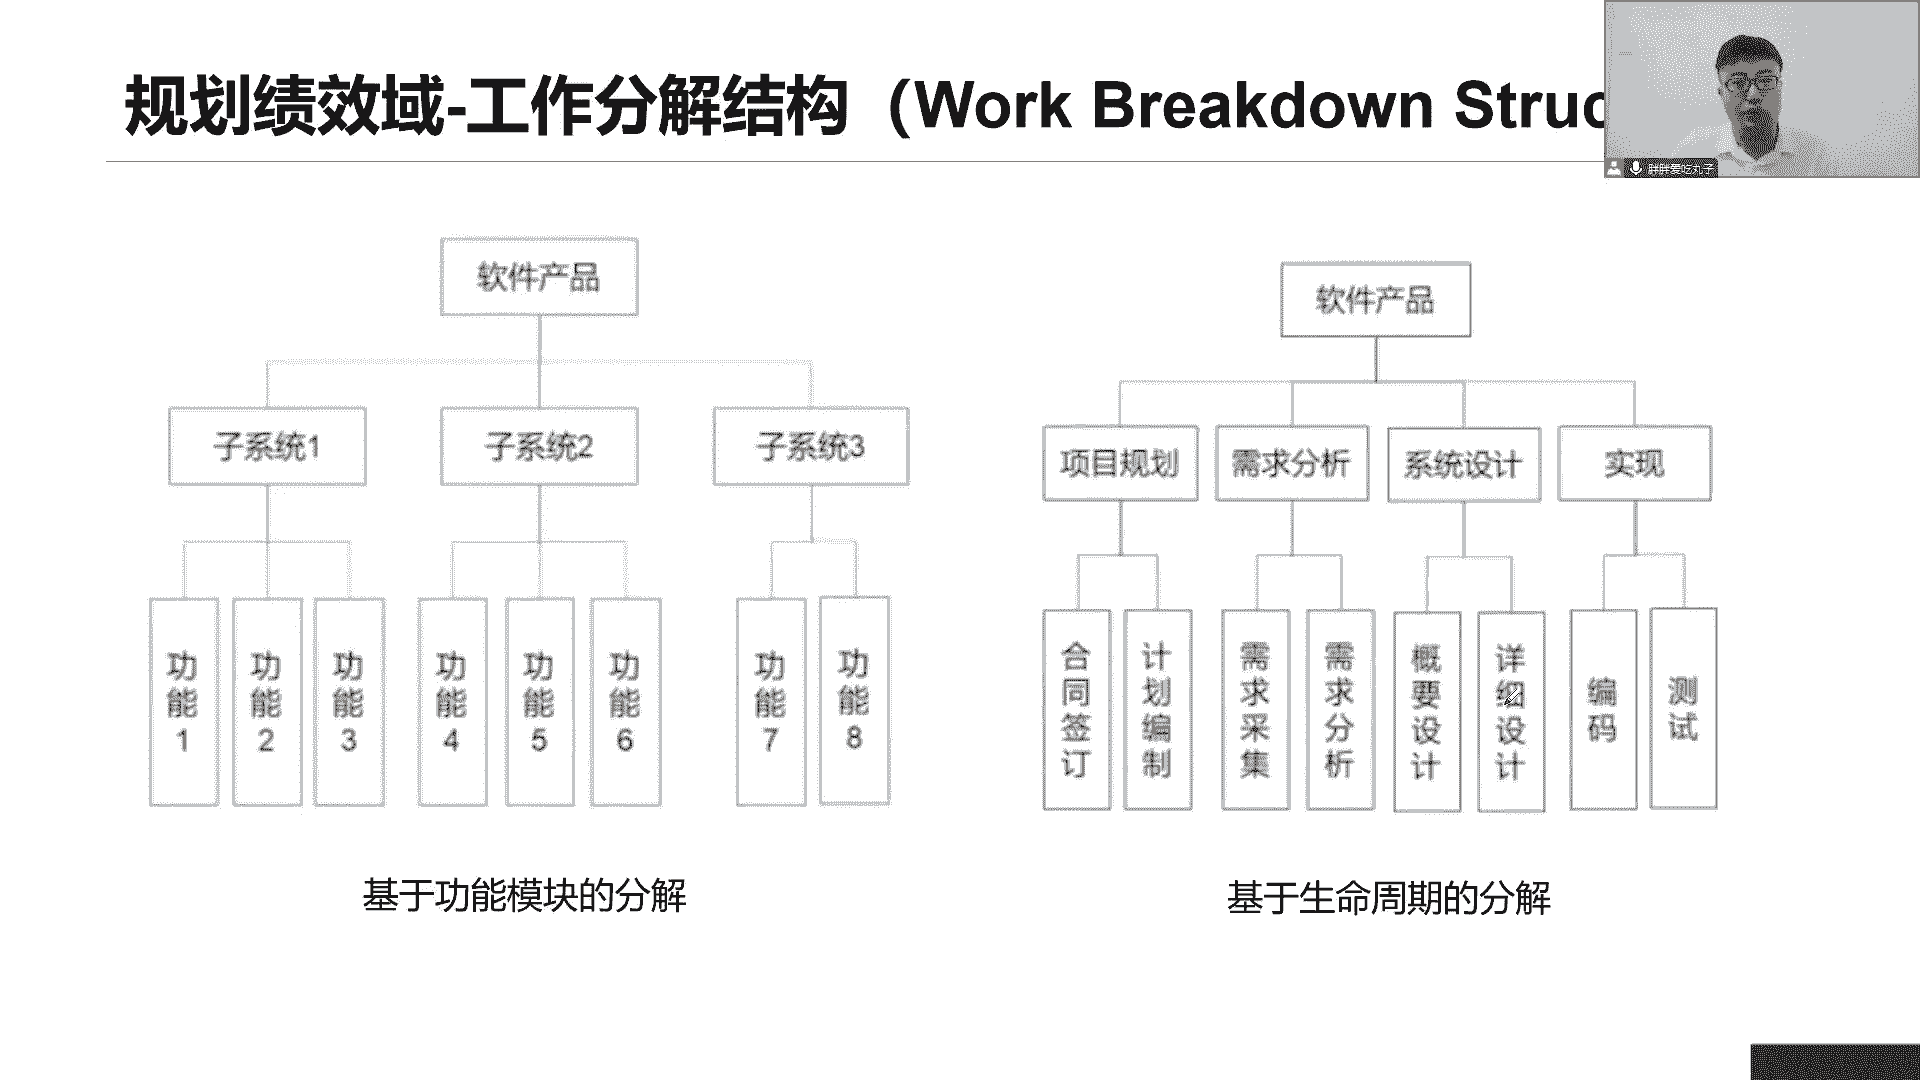 规划绩效域-工作分解结构（Work Breakdown Struc
胖胖爱吃丸子
软件产品
子系统1
子系统2
子系统3
功能1
功能2
功能3
功能4
功能5
功能6
功能7
功能8
基于功能模块的分解
软件产品
项目规划
需求分析
系统设计
实现
合同签订
计划编制
需求采集
需求分析
概要设计
详细设计
编码
测试
基于生命周期的分解